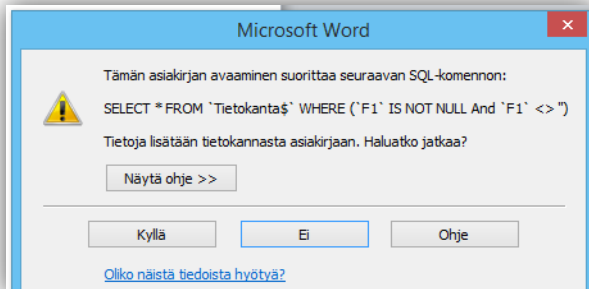 Microsoft Word
Tämän asiakirjan avaaminen suorittaa seuraavan SQL-komennon:
SELECT * FROM `Tietokanta$` WHERE (`F1` IS NOT NULL And `F1` <> '')
Tietoja lisätään tietokannasta asiakirjaan. Haluatko jatkaa?
Näytä ohje >>
Kyllä Ei Ohje
Oliko näistä tiedoista hyötyä?